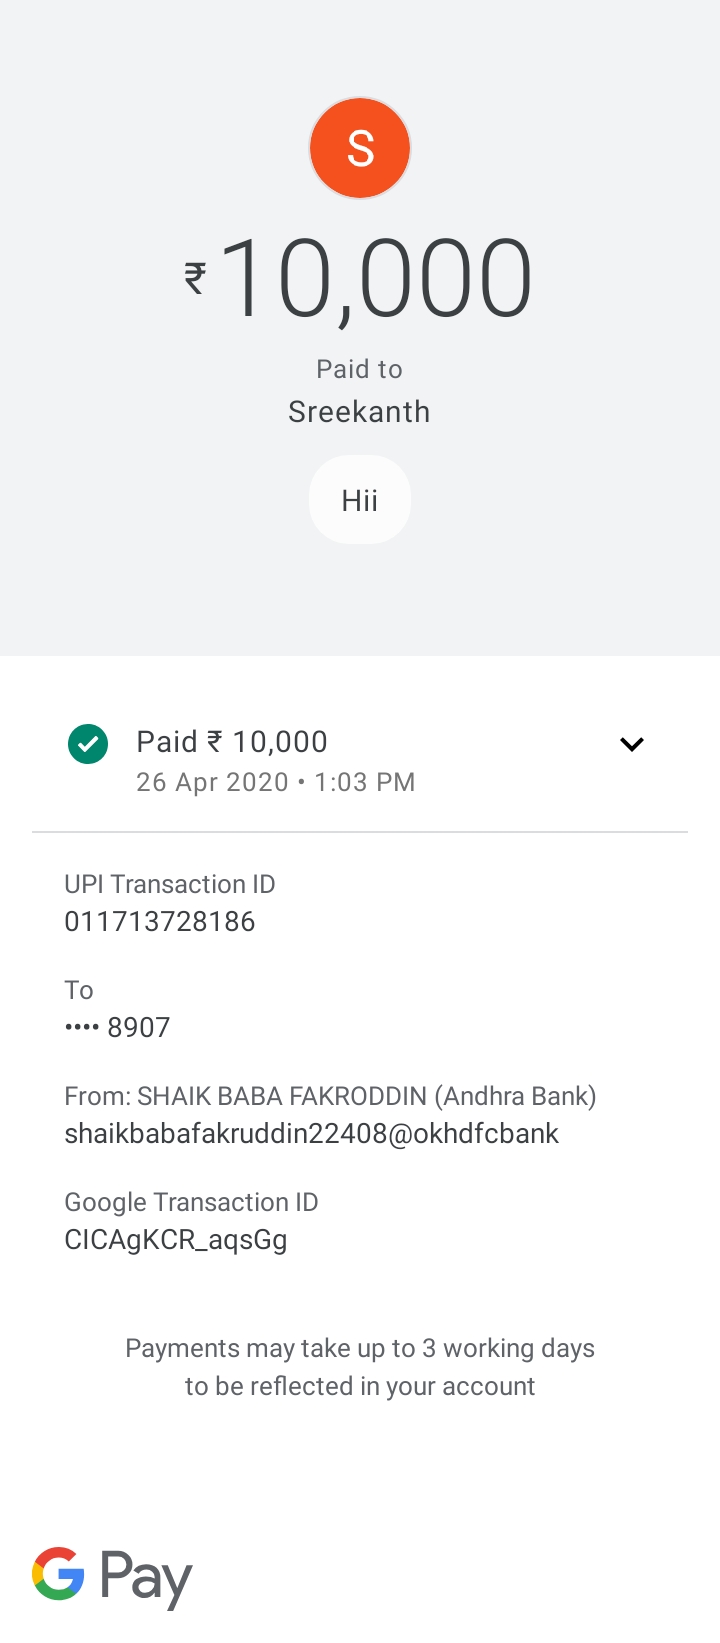 S
₹10,000
Paid to
Sreekanth
Hii
Paid ₹ 10,000
26 Apr 2020 • 1:03 PM
UPI Transaction ID
011713728186
To
•••• 8907
From: SHAIK BABA FAKRODDIN (Andhra Bank)
shaikbabafakruddin22408@okhdfcbank
Google Transaction ID
CICAgKCR_aqsGg
Payments may take up to 3 working days
to be reflected in your account
G Pay